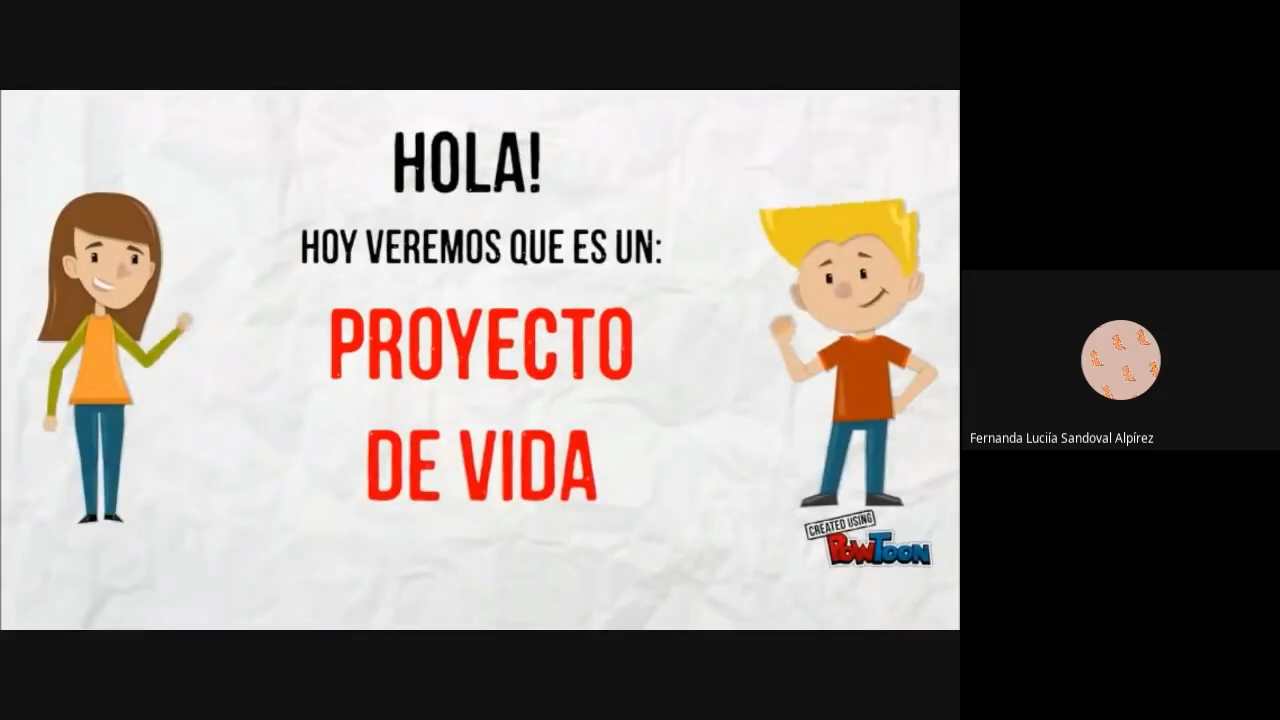 HOLA!
HOY VEREMOS QUE ES UN:
PROYECTO
DE VIDA
CREATED USING
POWTOON
Fernanda Luciía Sandoval Alpírez